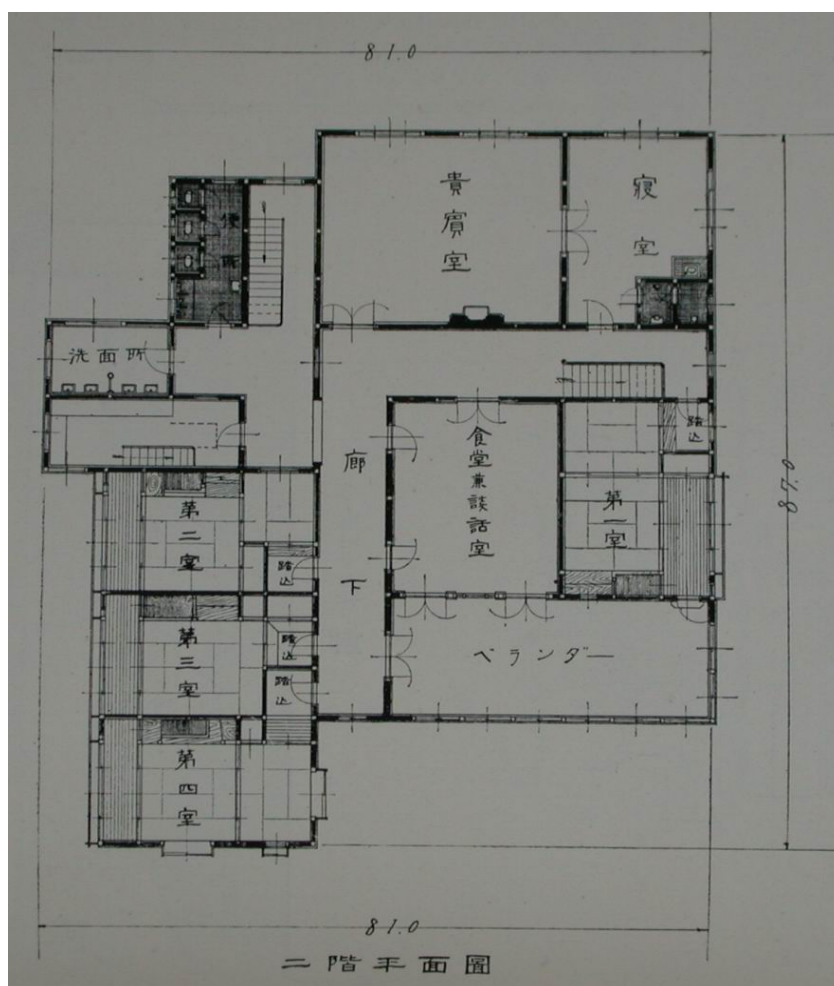 81.0
貴賓室
寝室
便所
洗面所
踏込
食堂兼談話室
第一室
廊下
87.0
第二室
踏込
第三室
踏込
踏込
ベランダー
第四室
81.0
二階平面圖